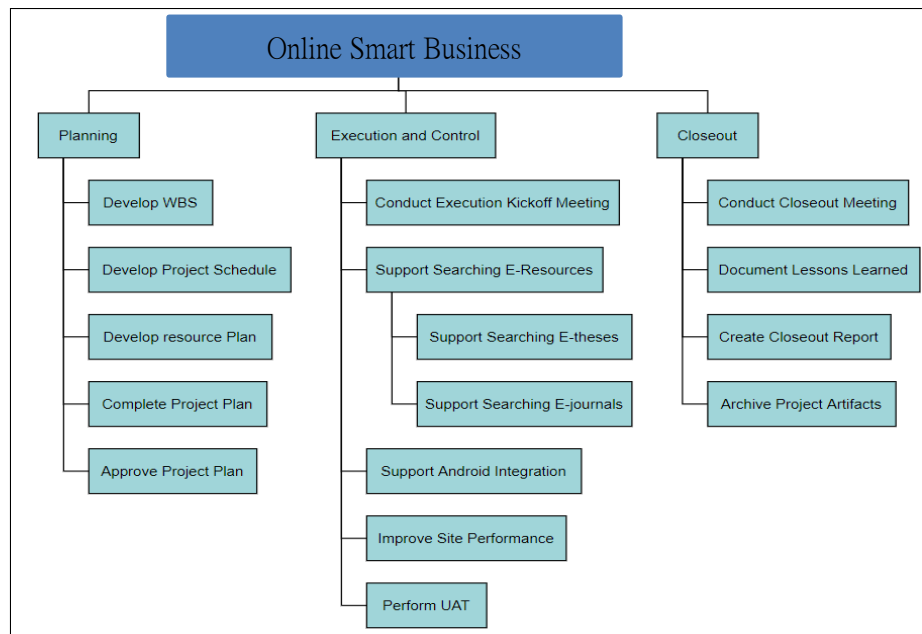 Online Smart Business
Planning
Execution and Control
Closeout
Develop WBS
Conduct Execution Kickoff Meeting
Conduct Closeout Meeting
Develop Project Schedule
Support Searching E-Resources
Document Lessons Learned
Develop resource Plan
Support Searching E-theses
Create Closeout Report
Complete Project Plan
Support Searching E-journals
Archive Project Artifacts
Approve Project Plan
Support Android Integration
Improve Site Performance
Perform UAT